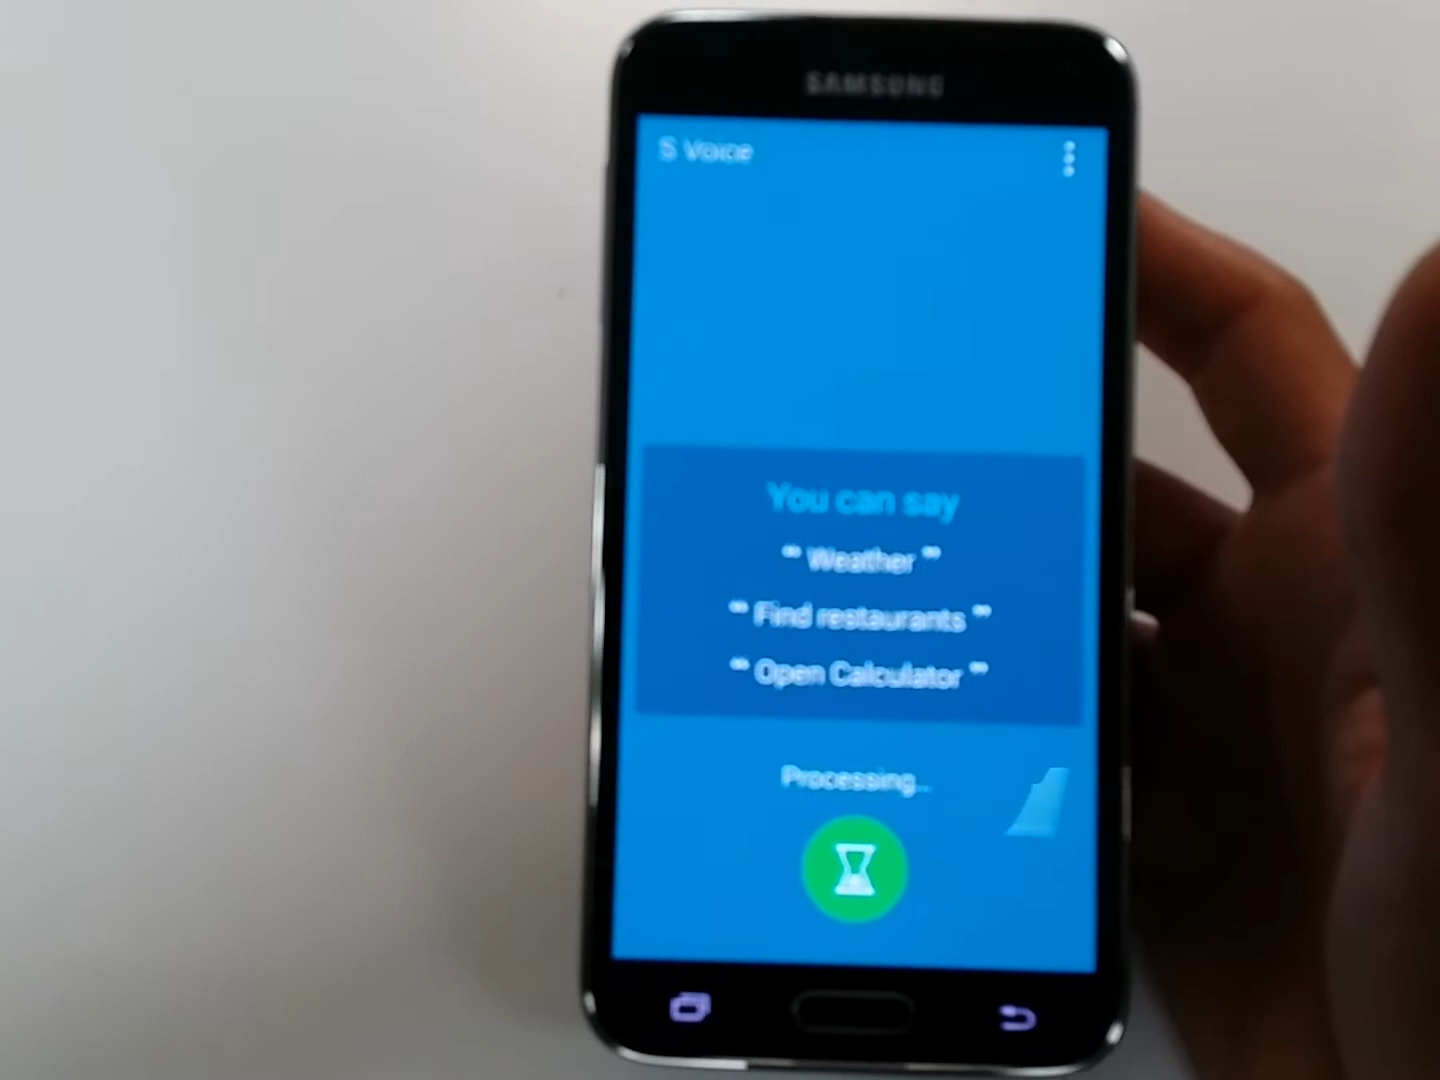 SAMSUNG
S Voice
You can say
" Weather "
" Find restaurants "
" Open Calculator "
Processing...